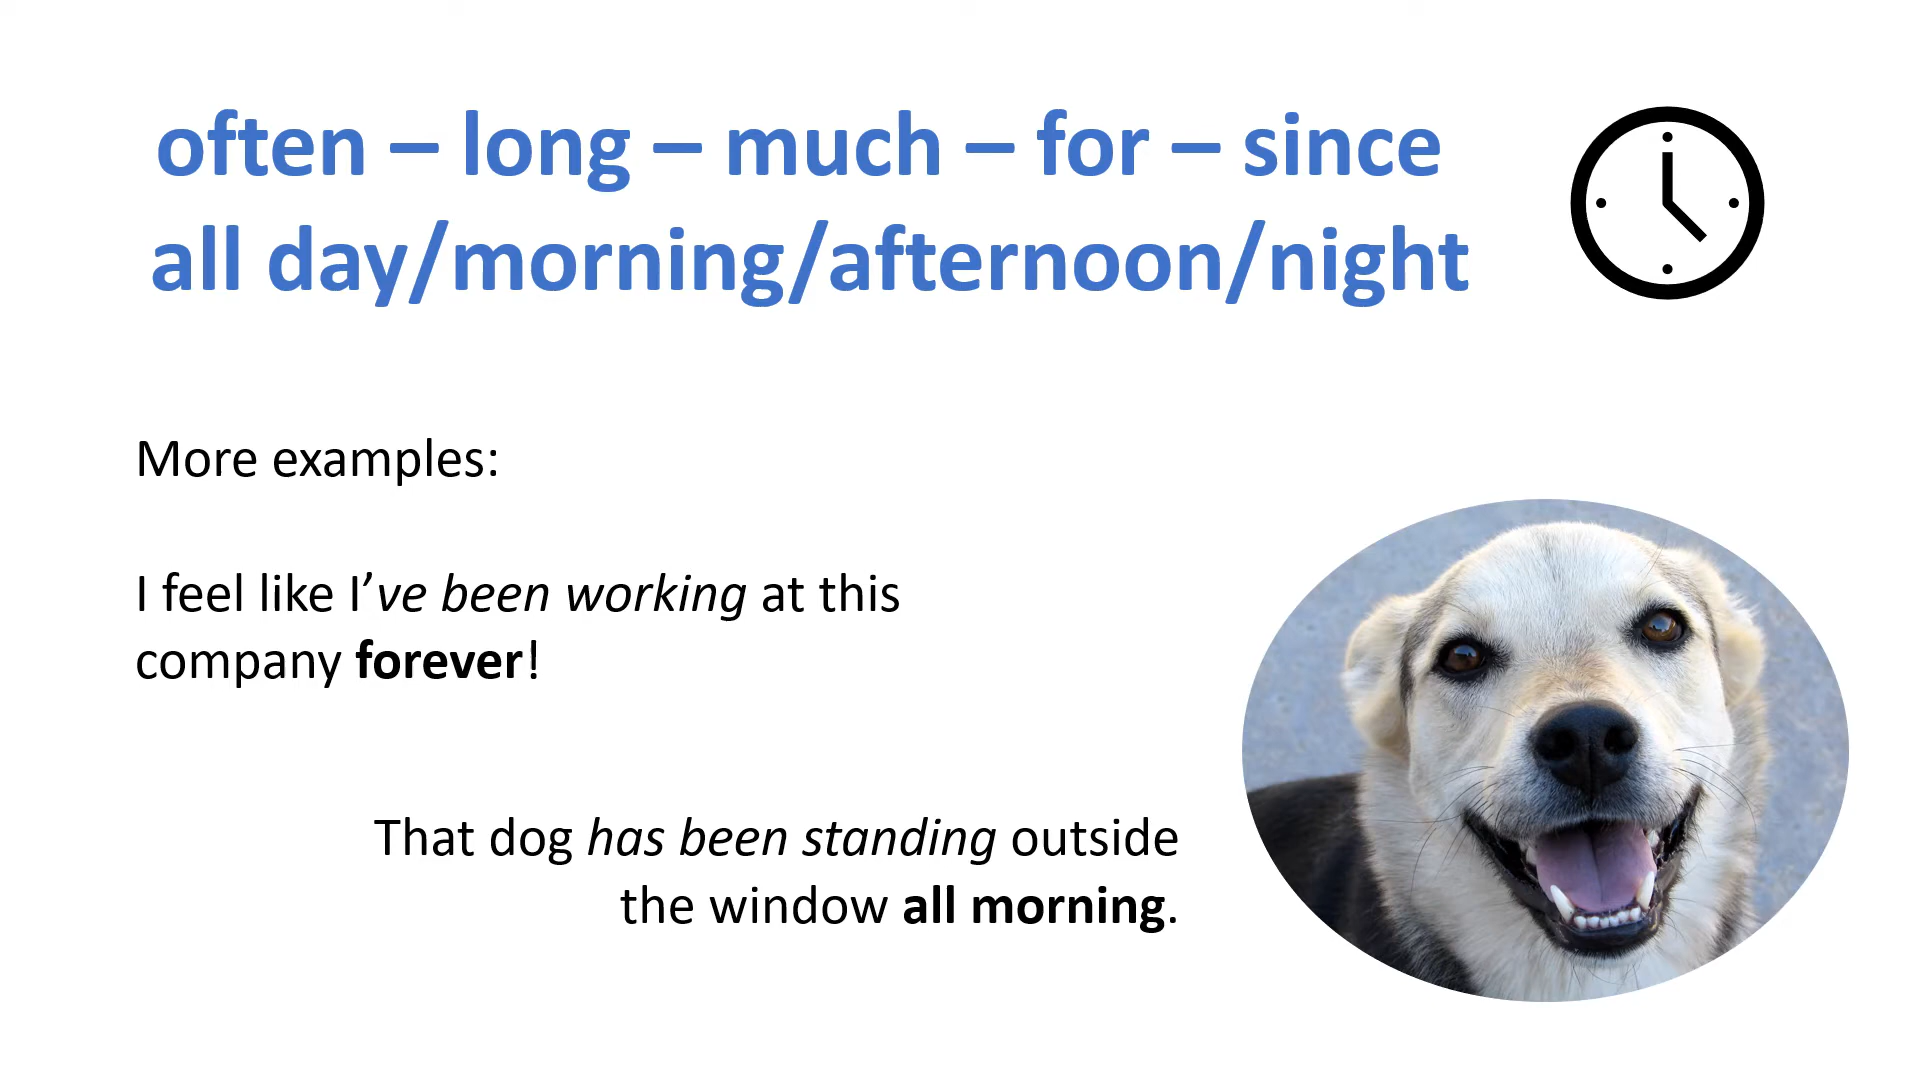 often – long – much – for – since
all day/morning/afternoon/night
More examples:
I feel like I’ve been working at this
company forever!
That dog has been standing outside
the window all morning.